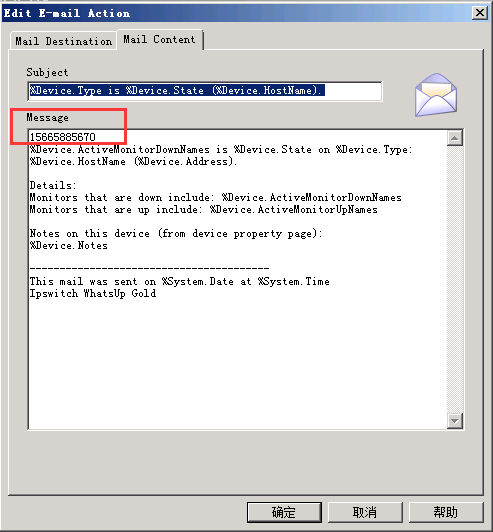 Edit E-mail Action
Mail Destination
Mail Content
Subject
%Device.Type is %Device.State (%Device.HostName).
Message
15665885670
%Device.ActiveMonitorDownNames is %Device.State on %Device.Type:
%Device.HostName (%Device.Address).
Details:
Monitors that are down include: %Device.ActiveMonitorDownNames
Monitors that are up include: %Device.ActiveMonitorUpNames
Notes on this device (from device property page):
%Device.Notes
----------------------------------------
This mail was sent on %System.Date at %System.Time
Ipswitch WhatsUp Gold
确定
取消
帮助